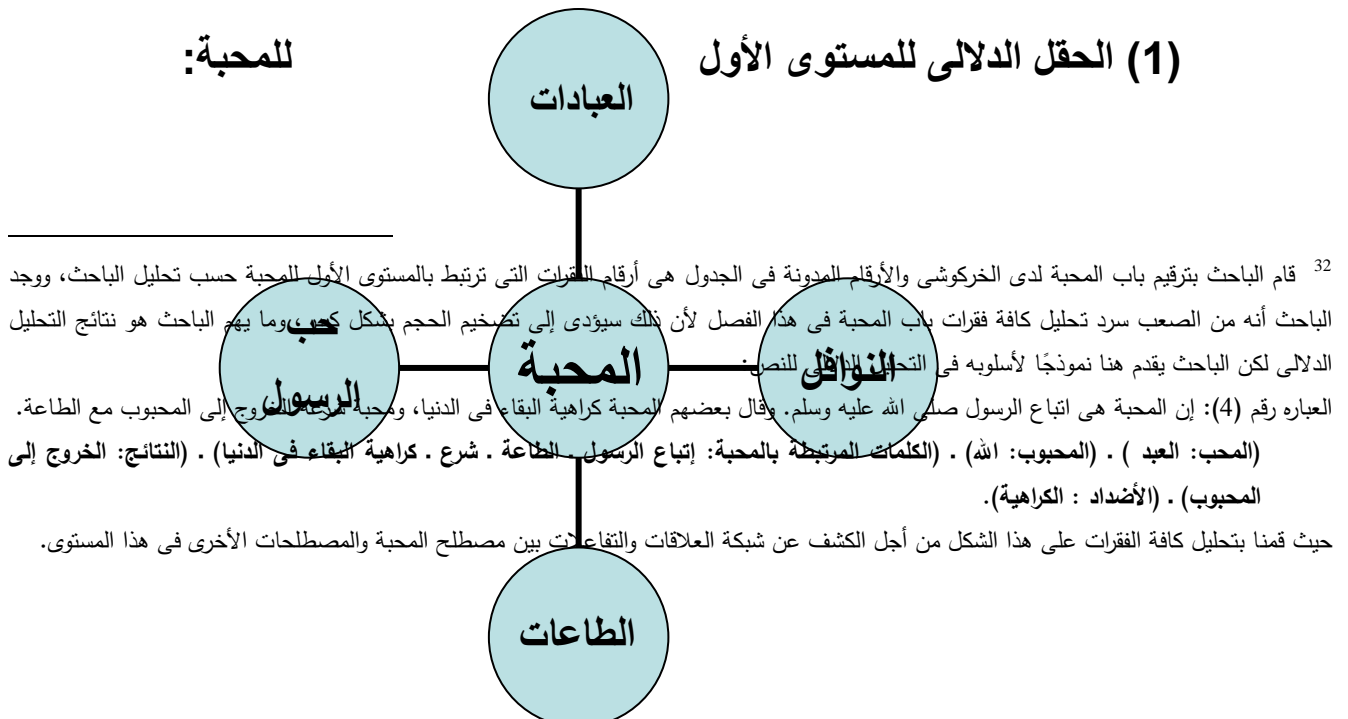 (1) الحقل الدلالى للمستوى الأول للمحبة:
العبادات
32 قام الباحث بترقيم باب المحبة لدى الخركوشى والأرقام المدونة فى الجدول هى أرقام الفقرات التى ترتبط بالمستوى الأول للمحبة حسب تحليل الباحث، ووجد
الباحث أنه من الصعب سرد تحليل كافة فقرات باب المحبة فى هذا الفصل لأن ذلك سيؤدى إلى تضخيم الحجم بشكل ، وما يهم الباحث هو نتائج التحليل
الدلالى لكن الباحث يقدم هنا نموذجًا لأسلوبه فى التحليل الدلالى للنص.
العباره رقم (4): إن المحبة هى اتباع الرسول صلى الله عليه وسلم. وقال بعضهم المحبة كراهية البقاء فى الدنيا، ومحبة الخروج إلى المحبوب مع الطاعة.
(المحب: العبد ) . (المحبوب: الله) . (الكلمات المرتبطة بالمحبة: إتباع الرسول . الطاعة . شرع . كراهية البقاء فى الدنيا) . (النتائج: الخروج إلى
المحبوب) . (الأضداد : الكراهية).
حيث قمنا بتحليل كافة الفقرات على هذا الشكل من أجل الكشف عن شبكة العلاقات والتفاعلات بين مصطلح المحبة والمصطلحات الأخرى فى هذا المستوى.
النوافل
المحبة
حب
الرسول
الطاعات